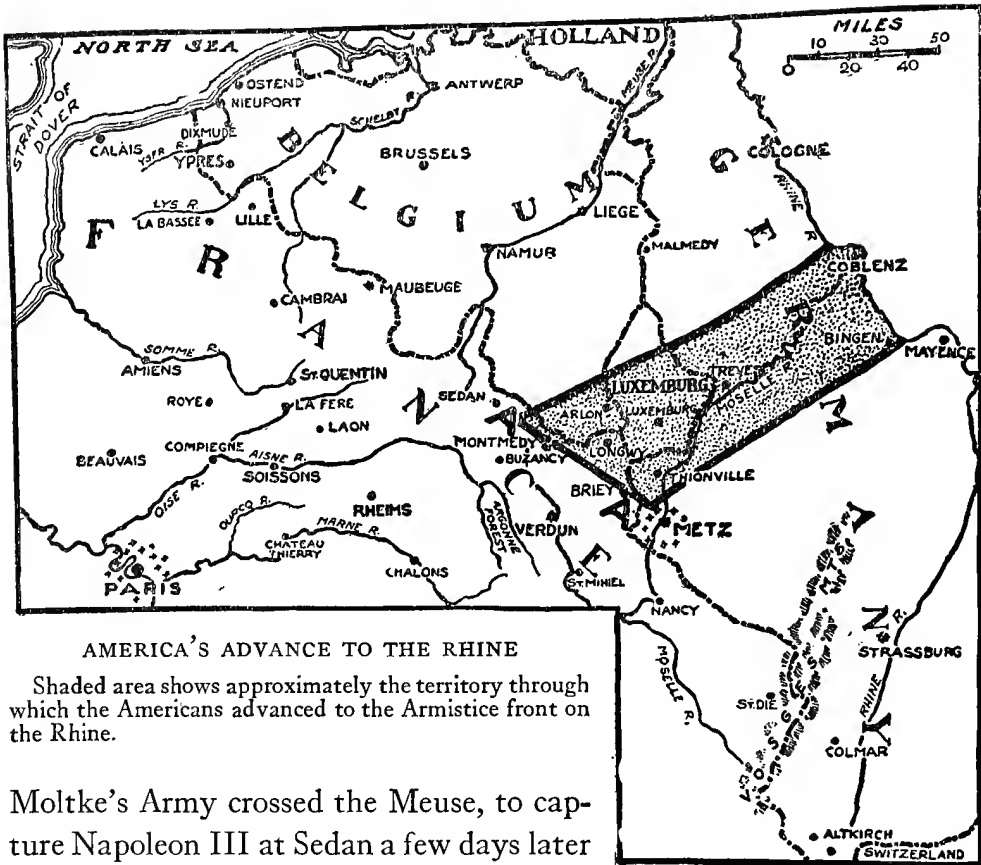 NORTH SEA
HOLLAND
MILES
10 30 50
0 20 40
STRAIT OF
DOVER
OSTEND
NIEUPORT
ANTWERP
MEUSE R.
DIXMUDE
SCHELDT R.
CALAIS
YSER R.
YPRES
BRUSSELS
COLOGNE
RHINE
R
BELGIUM
LYS R.
LA BASSEE
LILLE
LIEGE
NAMUR
MALMEDY
COBLENZ
FRANCE
GERMANY
MAUBEUGE
CAMBRAI
BINGEN
MAYENCE
SOMME R.
AMIENS
ST. QUENTIN
SEDAN
LUXEMBURG
TREVES
MOSELLE R.
ROYE
LA FERE
ARLON
LUXEMBURG
LAON
MONTMEDY
LONGWY
BUZANCY
COMPIEGNE
BEAUVAIS
AISNE R.
SOISSONS
THIONVILLE
BRIEY
OISE R.
OURCQ R.
RHEIMS
ARGONNE
FOREST
VERDUN
METZ
MARNE R.
CHATEAU
THIERRY
CHALONS
PARIS
ST. MIHIEL
NANCY
VOSGES MTS.
STRASSBURG
MOSELLE R.
RHINE R.
ST. DIE
COLMAR
ALTKIRCH
SWITZERLAND
AMERICA'S ADVANCE TO THE RHINE
Shaded area shows approximately the territory through
which the Americans advanced to the Armistice front on
the Rhine.
Moltke's Army crossed the Meuse, to cap-
ture Napoleon III at Sedan a few days later